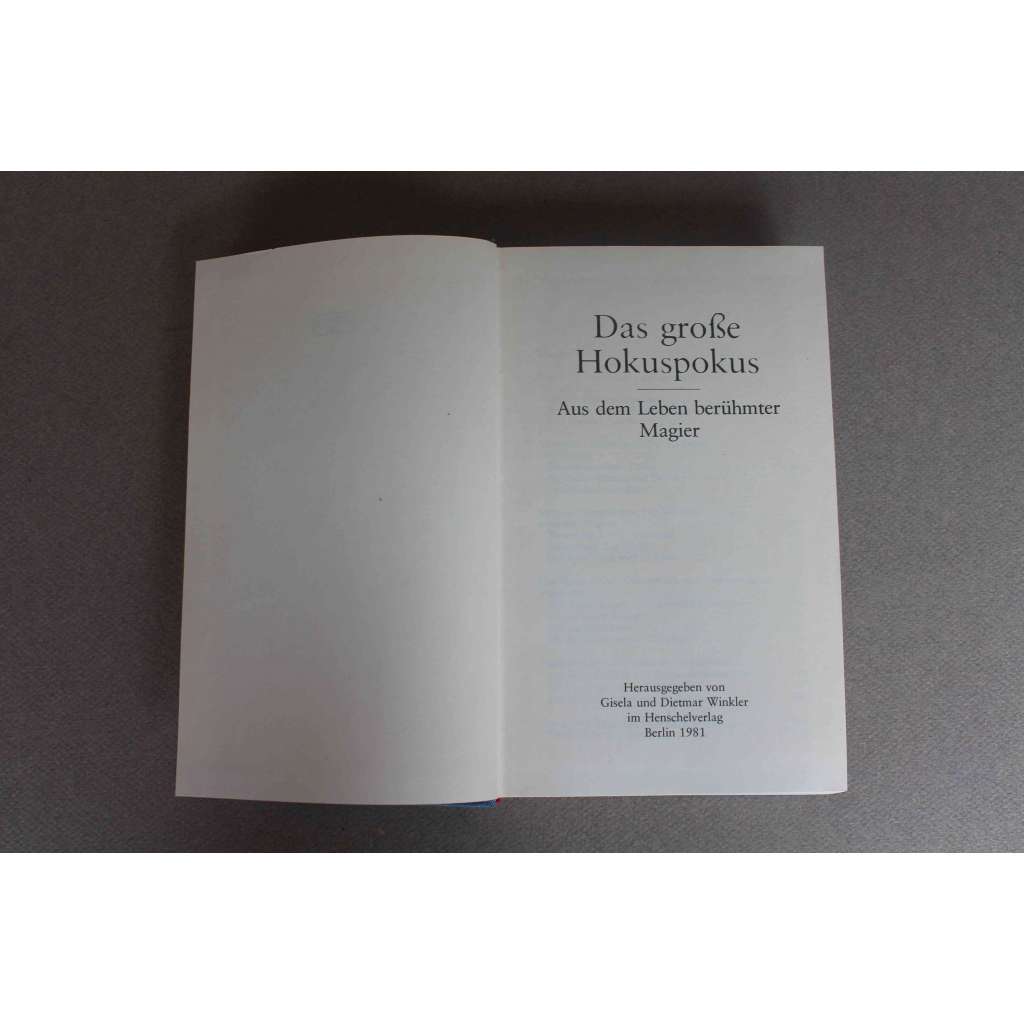 Das große
Hokuspokus
Aus dem Leben berühmter
Magier
Herausgegeben von
Gisela und Dietmar Winkler
im Henschelverlag
Berlin 1981